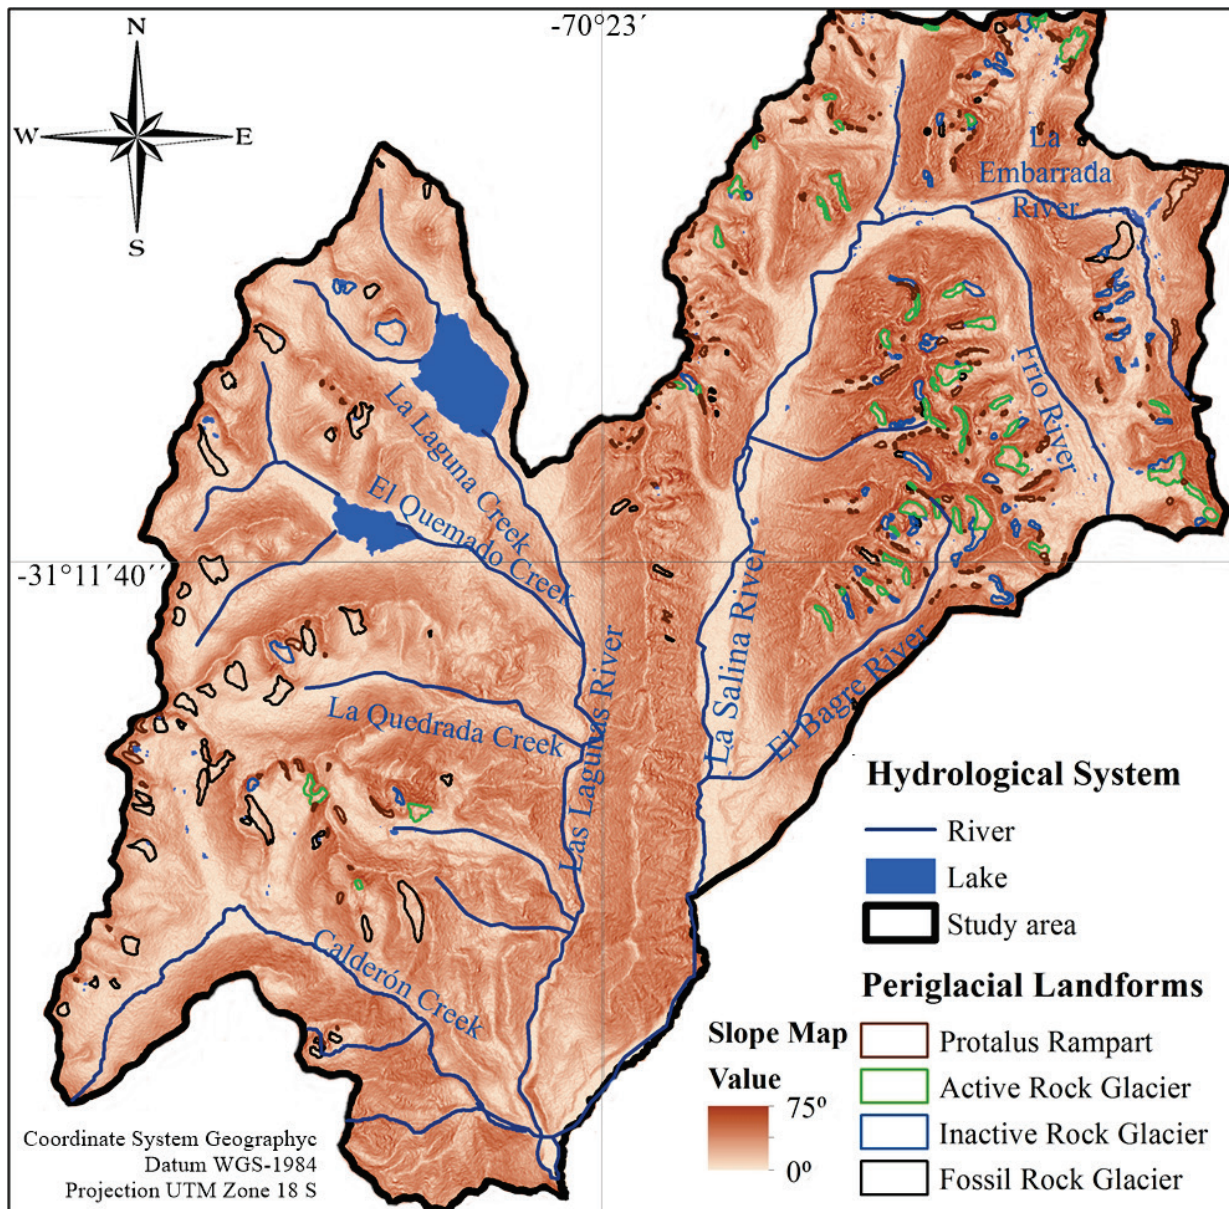 -70°23´
N
W
E
S
La
Embarrada
River
Frío River
La Laguna Creek
El Quemado Creek
-31°11´40´´
Las Lagunas River
La Salina River
El Bagre River
La Quedrada Creek
Calderón Creek
Hydrological System
River
Lake
Study area
Periglacial Landforms
Protalus Rampart
Active Rock Glacier
Inactive Rock Glacier
Fossil Rock Glacier
Slope Map
Value
75º
0º
Coordinate System Geographyc
Datum WGS-1984
Projection UTM Zone 18 S